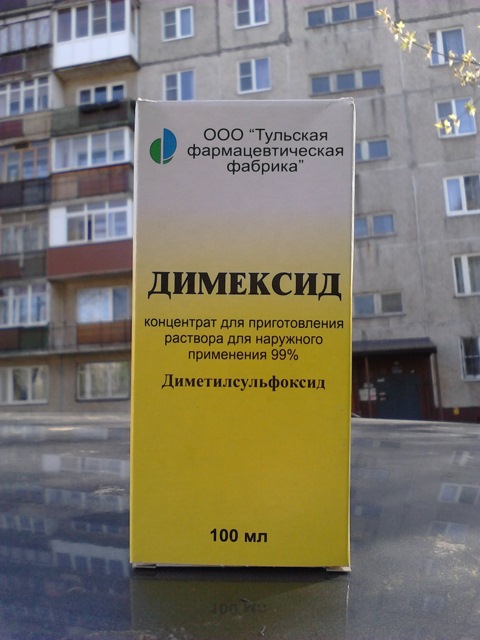 ООО "Тульская
фармацевтическая
фабрика"
ДИМЕКСИД
концентрат для приготовления
раствора для наружного
применения 99%
Диметилсульфоксид
100 мл